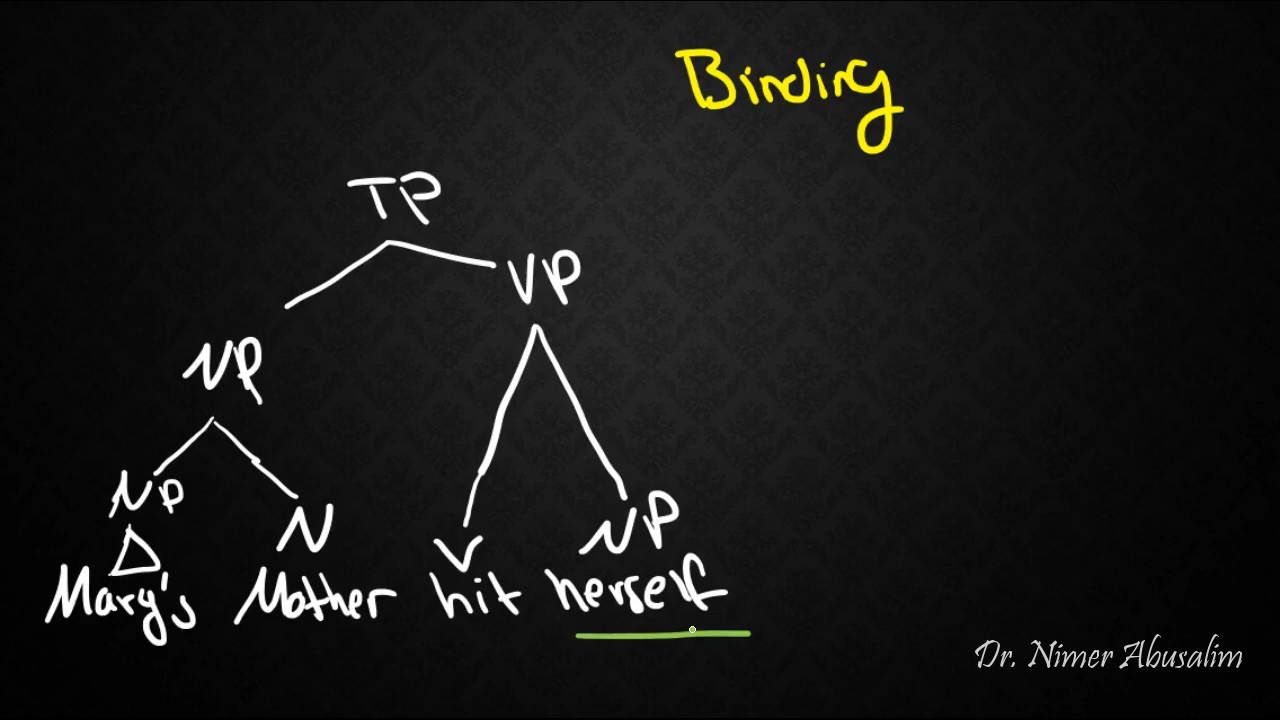 Binding
TP
VP
NP
NP N V NP
Mary's Mother hit herself
Dr. Nimer Abusalim